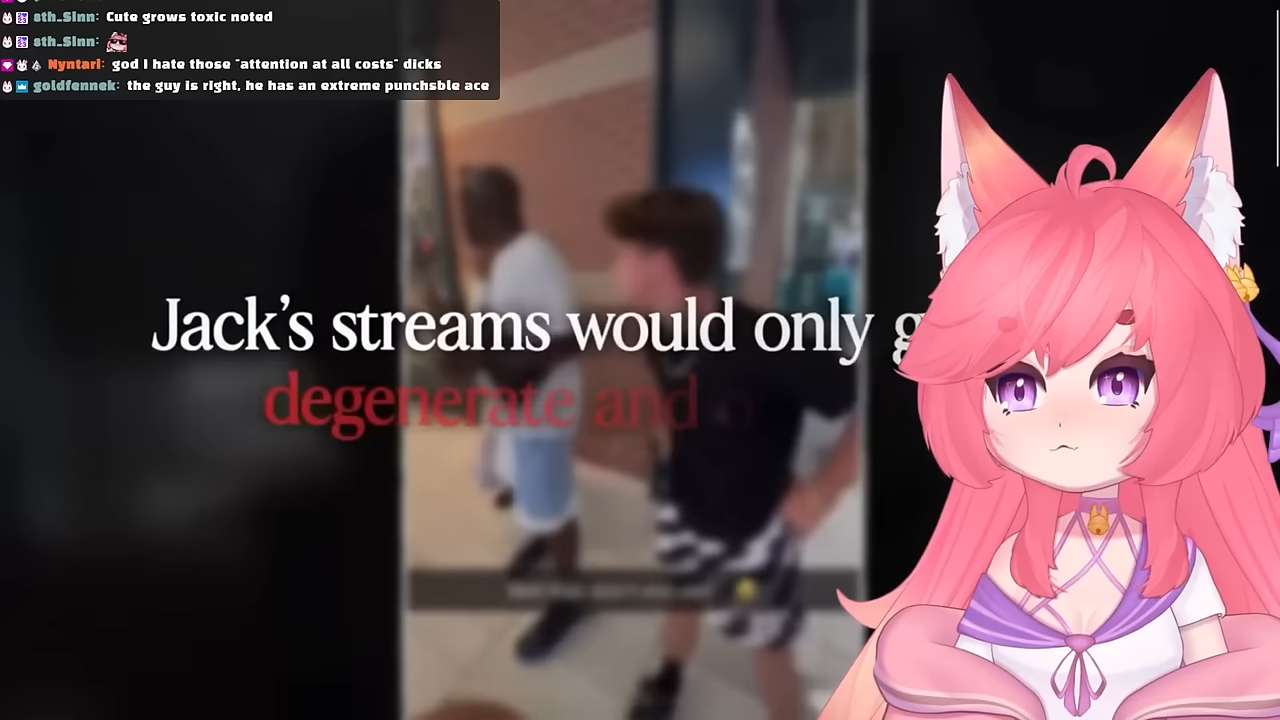 sth_Sinn: Cute grows toxic noted
sth_Sinn:
Nyntarl: god I hate those "attention at all costs" dicks
goldfennek: the guy is right, he has an extreme punchsble ace
Jack's streams would only g
degenerate and